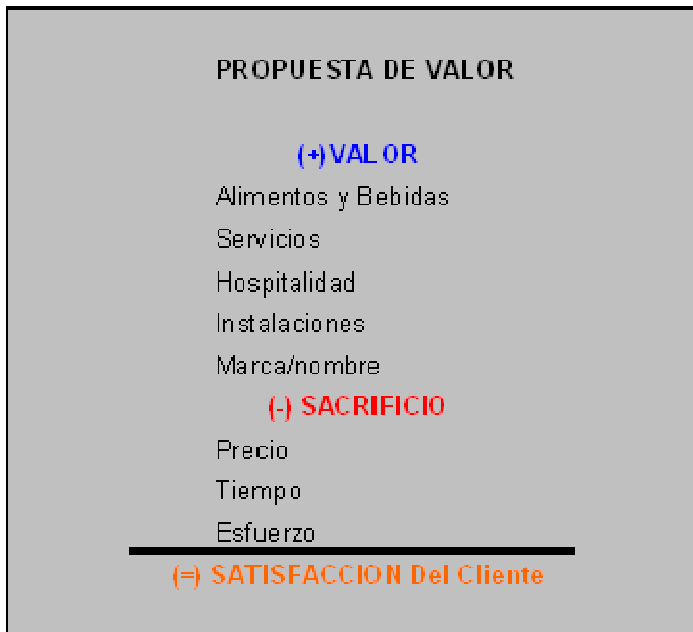 PROPUESTA DE VALOR
(+)VALOR
Alimentos y Bebidas
Servicios
Hospitalidad
Instalaciones
Marca/nombre
(-) SACRIFICIO
Precio
Tiempo
Esfuerzo
(=) SATISFACCION Del Cliente